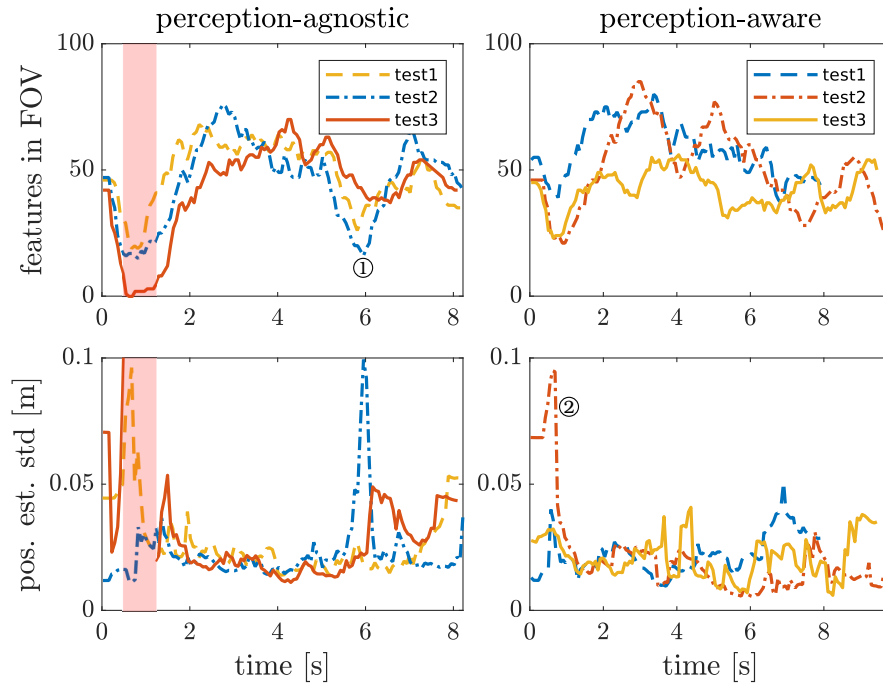 perception-agnostic
perception-aware
features in FOV
100
50
0
test1
test2
test3
①
0 2 4 6 8
test1
test2
test3
0 2 4 6 8
100
50
0
pos. est. std [m]
0.1
0.05
0
0 2 4 6 8
time [s]
0.1
0.05
0
②
0 2 4 6 8
time [s]